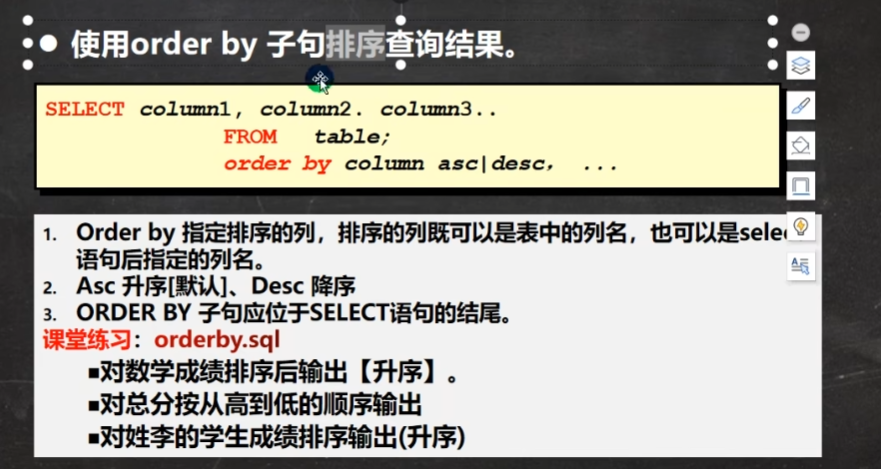 ● 使用order by 子句排序查询结果。
SELECT column1, column2. column3..
FROM table;
order by column asc|desc, ...
1. Order by 指定排序的列，排序的列既可以是表中的列名，也可以是selec
语句后指定的列名。
2. Asc 升序[默认]、Desc 降序
3. ORDER BY 子句应位于SELECT语句的结尾。
课堂练习：orderby.sql
■对数学成绩排序后输出【升序】。
■对总分按从高到低的顺序输出
■对姓李的学生成绩排序输出(升序)